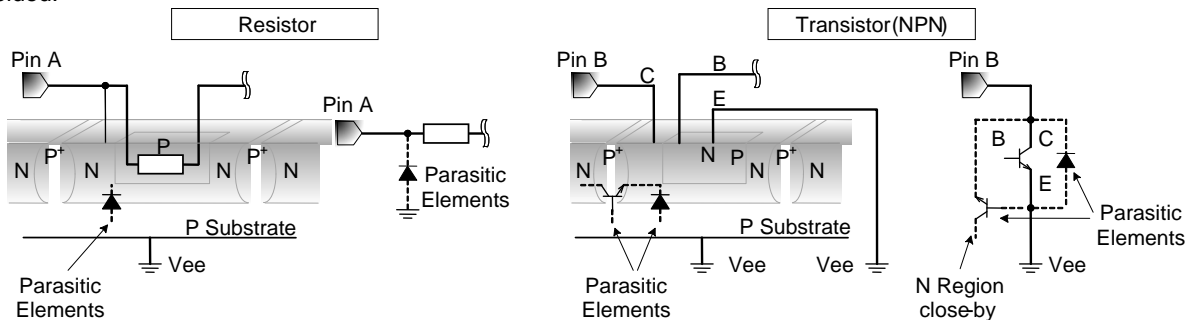 Resistor
Transistor(NPN)
Pin A
Pin B
C
B
E
Pin B
Pin A
N
P+
N
P
N
P+
N
Parasitic
Elements
N
P+
N
P
N
P+
N
B
C
E
P Substrate
P Substrate
Parasitic
Elements
Vee
Vee
Vee
Vee
Parasitic
Elements
Parasitic
Elements
N Region
close-by